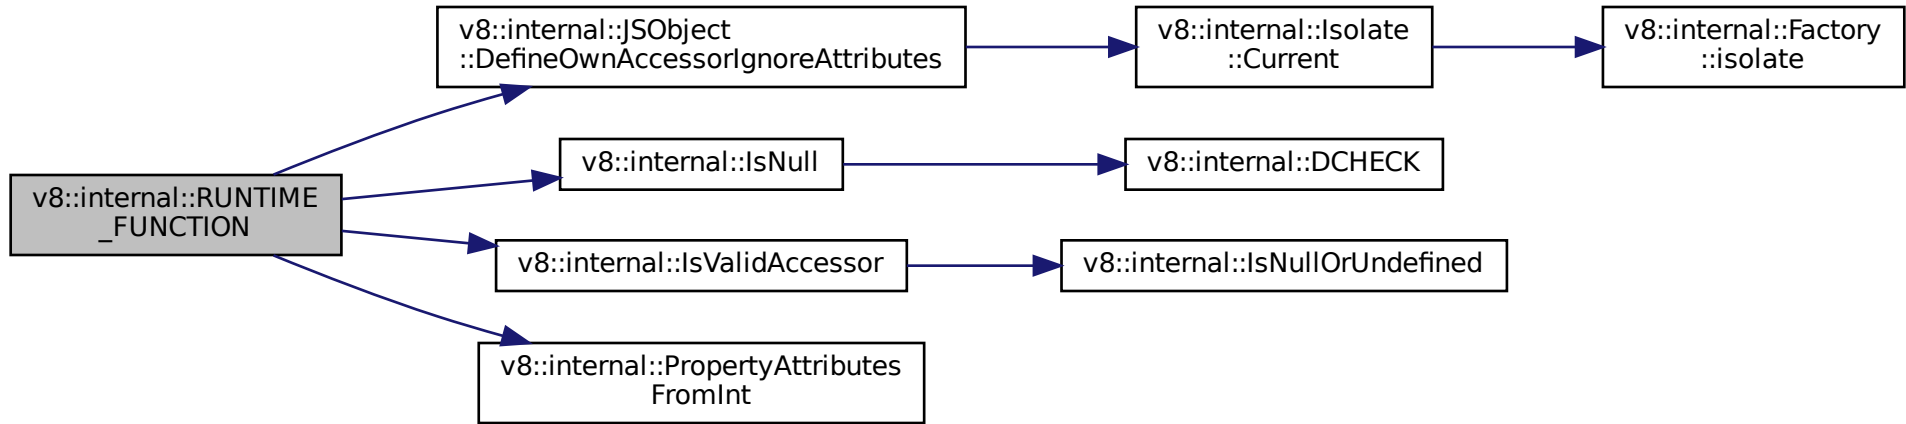 v8::internal::JSObject
::DefineOwnAccessorIgnoreAttributes
v8::internal::Isolate
::Current
v8::internal::Factory
::isolate
v8::internal::IsNull
v8::internal::DCHECK
v8::internal::RUNTIME
_FUNCTION
v8::internal::IsValidAccessor
v8::internal::IsNullOrUndefined
v8::internal::PropertyAttributes
FromInt